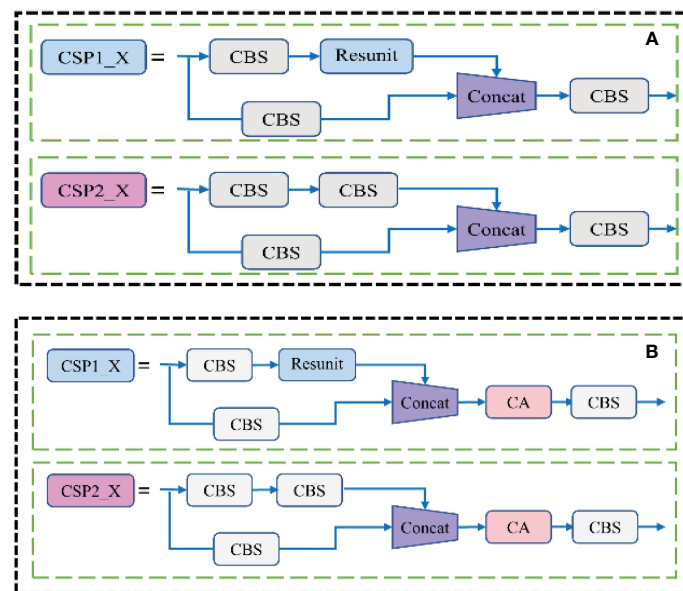 A
CSP1_X = CBS Resunit
Concat CBS
CBS
CSP2_X = CBS CBS
Concat CBS
CBS
B
CSP1_X = CBS Resunit
Concat CA CBS
CBS
CSP2_X = CBS CBS
Concat CA CBS
CBS